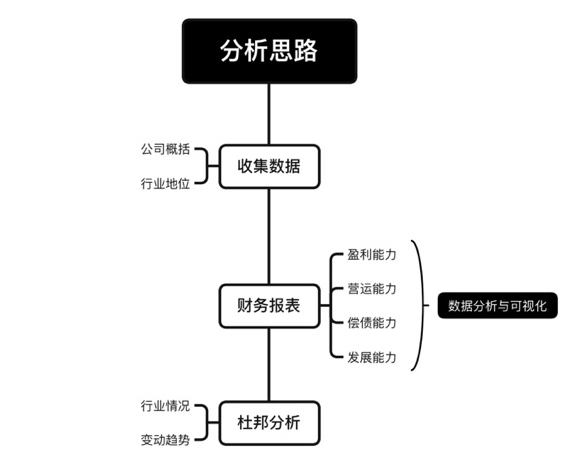 分析思路
公司概括
行业地位
收集数据
财务报表
盈利能力
营运能力
偿债能力
发展能力
数据分析与可视化
行业情况
变动趋势
杜邦分析